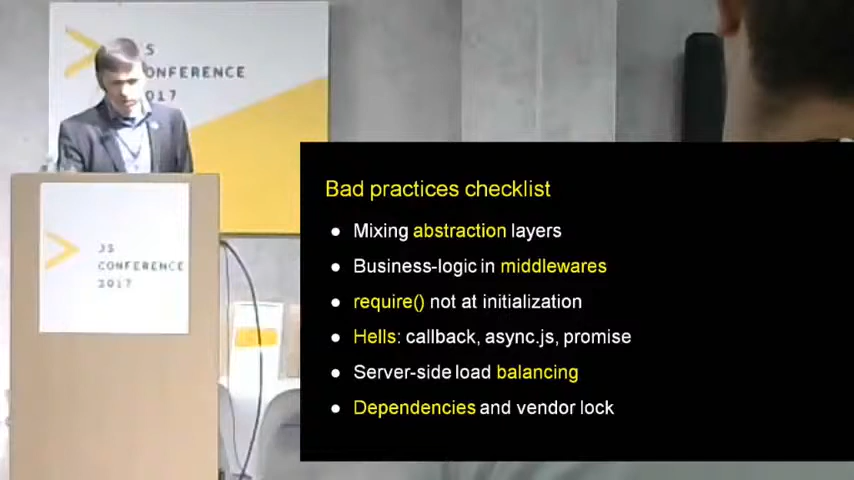 JS
CONFERENCE
2017
JS
CONFERENCE
2017
Bad practices checklist
● Mixing abstraction layers
● Business-logic in middlewares
● require() not at initialization
● Hells: callback, async.js, promise
● Server-side load balancing
● Dependencies and vendor lock